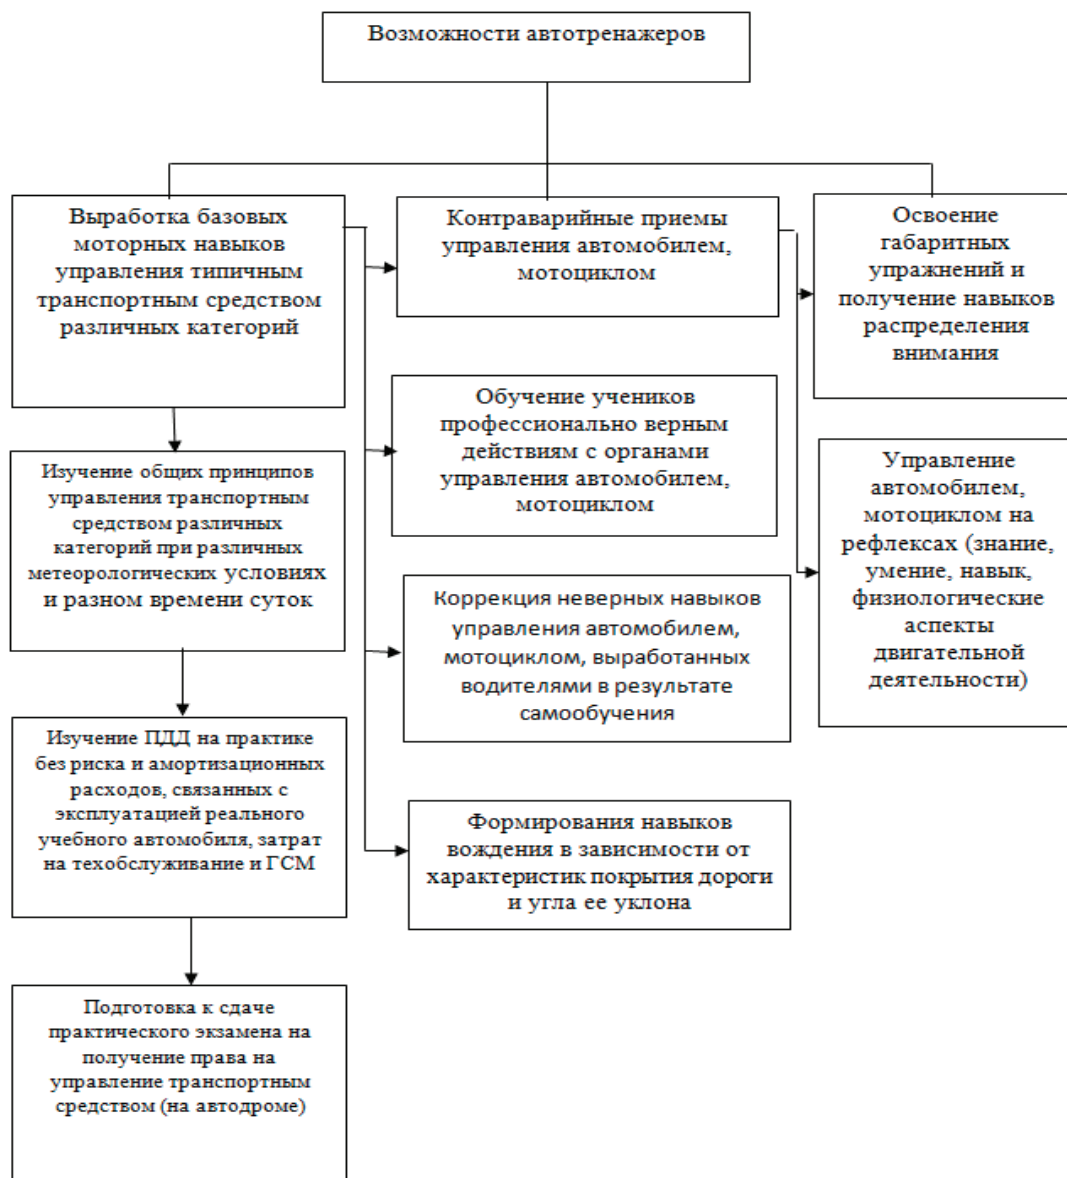 Возможности автотренажеров
Выработка базовых
моторных навыков
управления типичным
транспортным средством
различных категорий
Контраварийные приемы
управления автомобилем,
мотоциклом
Освоение
габаритных
упражнений и
получение навыков
распределения
внимания
Обучение учеников
профессионально верным
действиям с органами
управления автомобилем,
мотоциклом
Изучение общих принципов
управления транспортным
средством различных
категорий при различных
метеорологических условиях
и разном времени суток
Управление
автомобилем,
мотоциклом на
рефлексах (знание,
умение, навык,
физиологические
аспекты
двигательной
деятельности)
Коррекция неверных навыков
управления автомобилем,
мотоциклом, выработанных
водителями в результате
самообучения
Изучение ПДД на практике
без риска и амортизационных
расходов, связанных с
эксплуатацией реального
учебного автомобиля, затрат
на техобслуживание и ГСМ
Формирования навыков
вождения в зависимости от
характеристик покрытия дороги
и угла ее уклона
Подготовка к сдаче
практического экзамена на
получение права на
управление транспортным
средством (на автодроме)